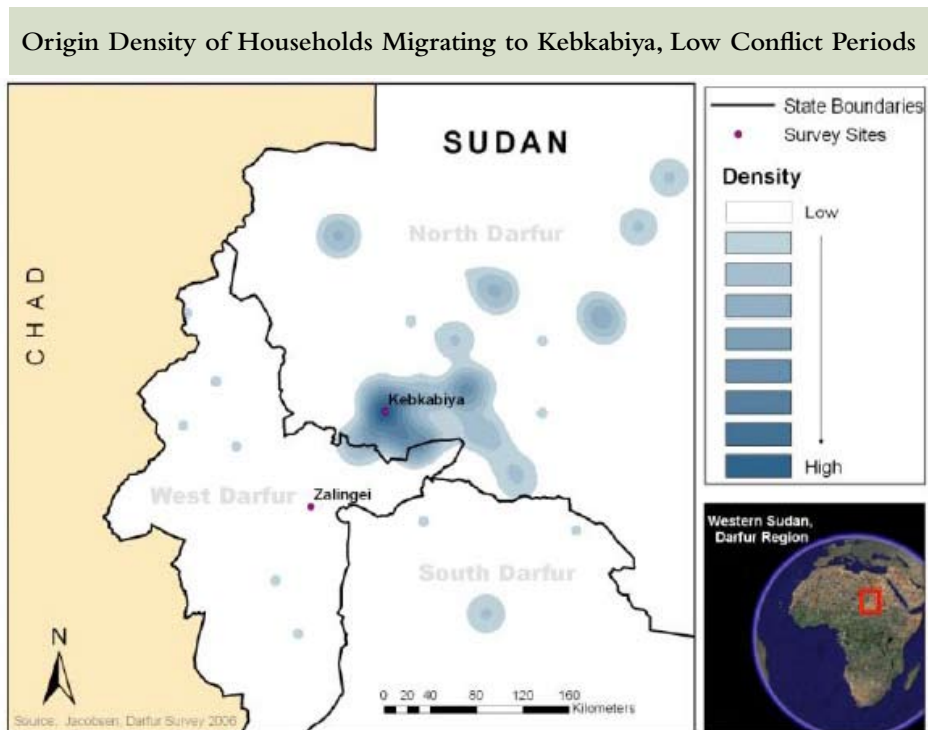 Origin Density of Households Migrating to Kebkabiya, Low Conflict Periods
SUDAN
North Darfur
CHAD
Kebkabiya
West Darfur
Zalingei
South Darfur
N
0 20 40 80 120 160
Kilometers
Source: Jacobsen, Darfur Survey 2006
State Boundaries
Survey Sites
Density
Low
High
Western Sudan,
Darfur Region